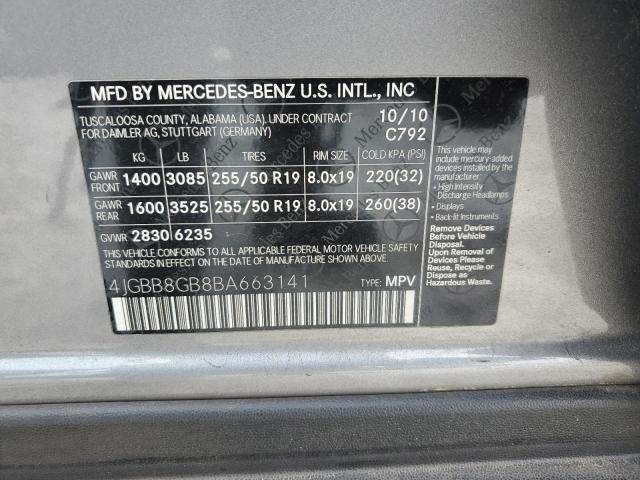 MFD BY MERCEDES-BENZ U.S. INTL., INC
TUSCALOOSA COUNTY, ALABAMA (USA). UNDER CONTRACT 10/10
FOR DAIMLER AG, STUTTGART (GERMANY) C792
KG LB TIRES RIM SIZE COLD KPA (PSI)
GAWR FRONT 1400 3085 255/50 R19 8.0x19 220(32)
GAWR REAR 1600 3525 255/50 R19 8.0x19 260(38)
GVWR 2830 6235
THIS VEHICLE CONFORMS TO ALL APPLICABLE FEDERAL MOTOR VEHICLE SAFETY
STANDARDS IN EFFECT ON THE DATE OF MANUFACTURE SHOWN ABOVE.
4JGBB8GB8BA663141 TYPE: MPV
This vehicle may
include mercury-added
devices installed by the
manufacturer:
• High Intensity
Discharge Headlamps
• Displays
• Back-lit Instruments
Remove Devices
Before Vehicle
Disposal.
Reuse, Recycle or
Dispose as
Hazardous Waste.
Mercedes-Benz